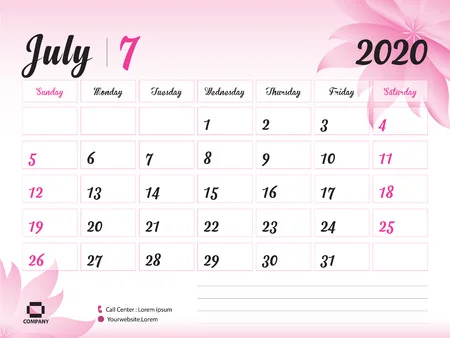 July 7 2020
Sunday Monday Tuesday Wednesday Thursday Friday Saturday
1 2 3 4
5 6 7 8 9 10 11
12 13 14 15 16 17 18
19 20 21 22 23 24 25
26 27 28 29 30 31
Call Center : Lorem ipsum
Yourwebsite,Lorem
COMPANY